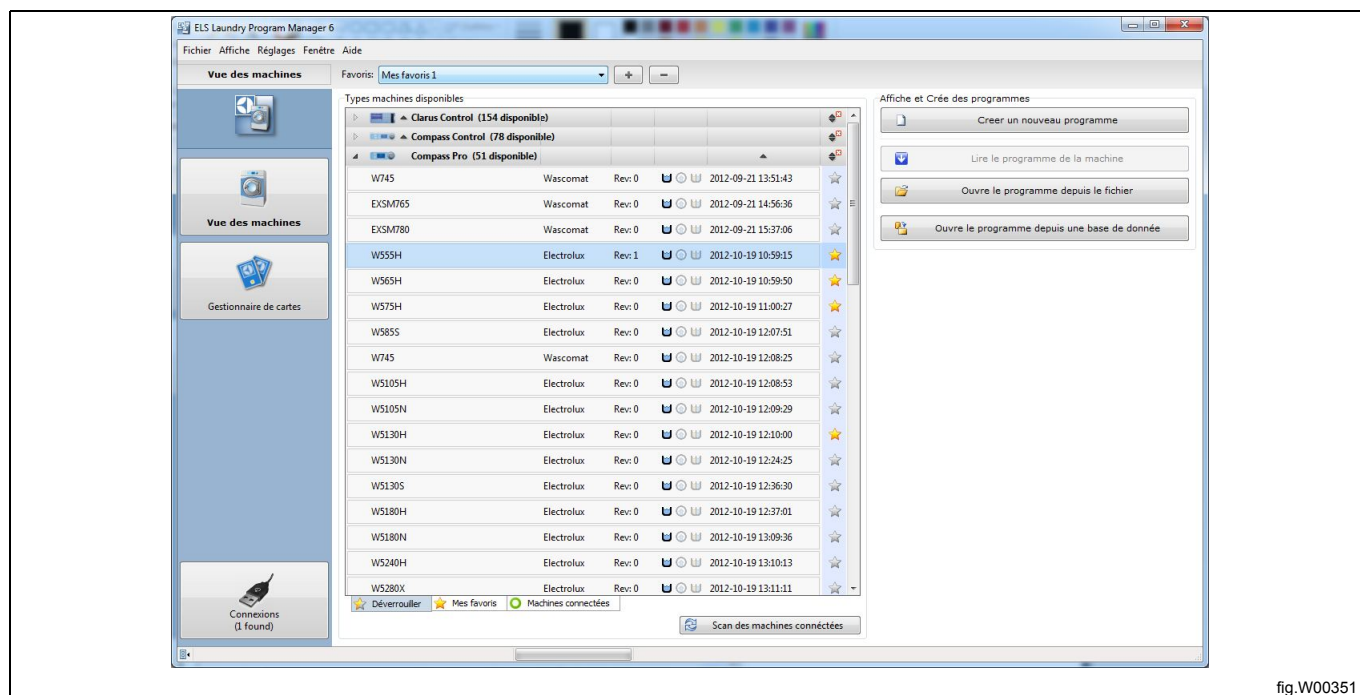 ELS Laundry Program Manager 6
Fichier Affiche Réglages Fenêtre Aide
Vue des machines
Favoris: Mes favoris 1
+ −
Types machines disponibles
Clarus Control (154 disponible)
Compass Control (78 disponible)
Compass Pro (51 disponible)
W745 Wascomat Rev: 0 2012-09-21 13:51:43
EXSM765 Wascomat Rev: 0 2012-09-21 14:56:36
EXSM780 Wascomat Rev: 0 2012-09-21 15:37:06
W555H Electrolux Rev: 1 2012-10-19 10:59:15
W565H Electrolux Rev: 0 2012-10-19 10:59:50
W575H Electrolux Rev: 0 2012-10-19 11:00:27
W585S Electrolux Rev: 0 2012-10-19 12:07:51
W745 Wascomat Rev: 0 2012-10-19 12:08:25
W5105H Electrolux Rev: 0 2012-10-19 12:08:53
W5105N Electrolux Rev: 0 2012-10-19 12:09:29
W5130H Electrolux Rev: 0 2012-10-19 12:10:00
W5130N Electrolux Rev: 0 2012-10-19 12:24:25
W5130S Electrolux Rev: 0 2012-10-19 12:36:30
W5180H Electrolux Rev: 0 2012-10-19 12:37:01
W5180N Electrolux Rev: 0 2012-10-19 13:09:36
W5240H Electrolux Rev: 0 2012-10-19 13:10:13
W5280X Electrolux Rev: 0 2012-10-19 13:11:11
Déverrouiller Mes favoris Machines connectées
Scan des machines connéctées
Vue des machines
Gestionnaire de cartes
Connexions
(1 found)
Affiche et Crée des programmes
Creer un nouveau programme
Lire le programme de la machine
Ouvre le programme depuis le fichier
Ouvre le programme depuis une base de donnée
fig.W00351